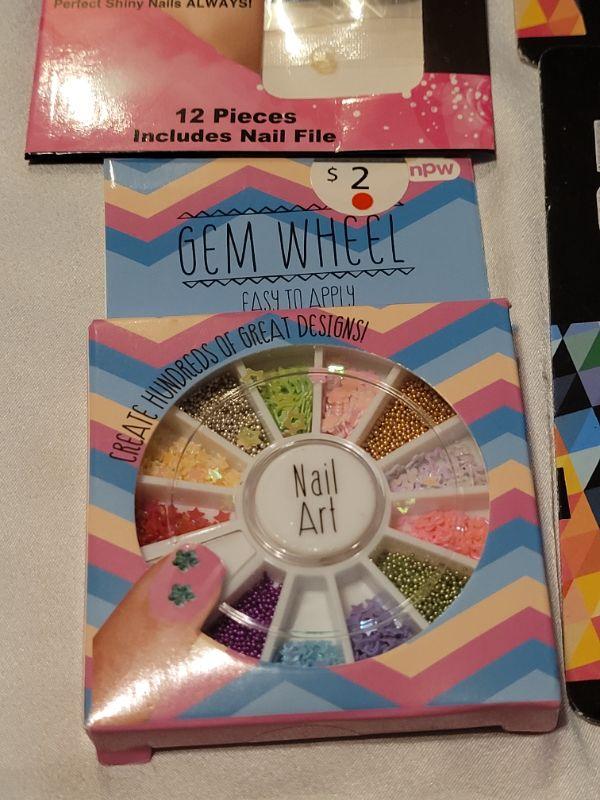 Perfect Shiny Nails ALWAYS!
12 Pieces
Includes Nail File
$ 2
npw
GEM WHEEL
EASY TO APPLY
CREATE HUNDREDS OF GREAT DESIGNS!
Nail
Art